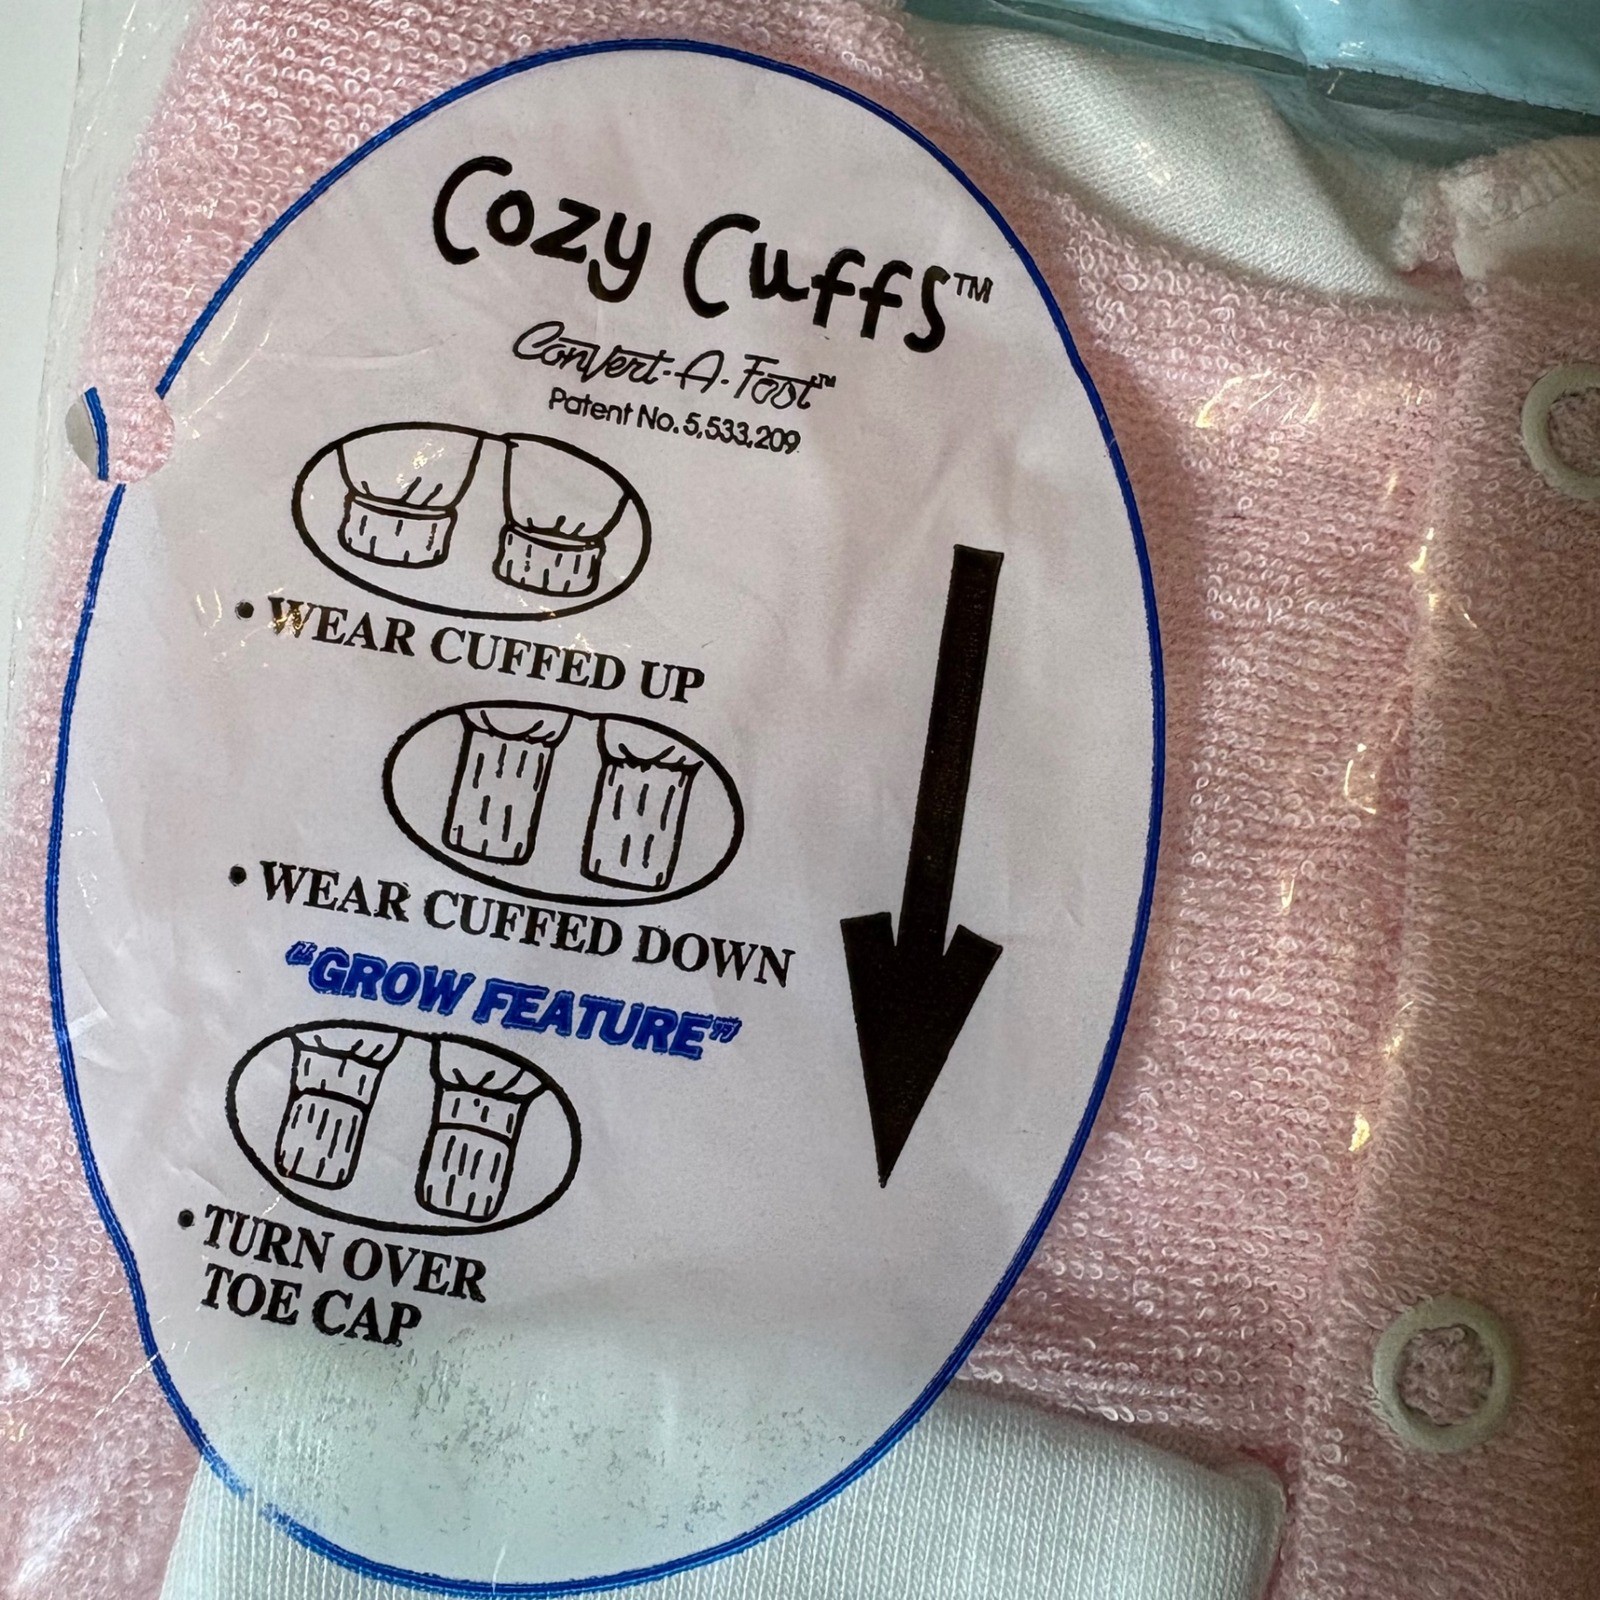 Cozy Cuffs™
Convert-A-Foot™
Patent No. 5,533,209
• WEAR CUFFED UP
• WEAR CUFFED DOWN
"GROW FEATURE"
• TURN OVER
TOE CAP